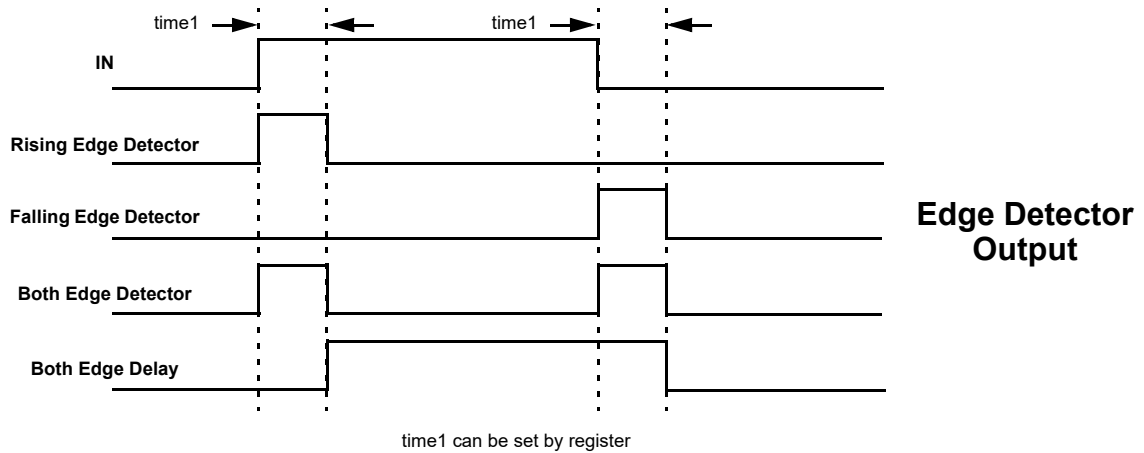 time1
time1
IN
Rising Edge Detector
Falling Edge Detector
Edge Detector
Output
Both Edge Detector
Both Edge Delay
time1 can be set by register